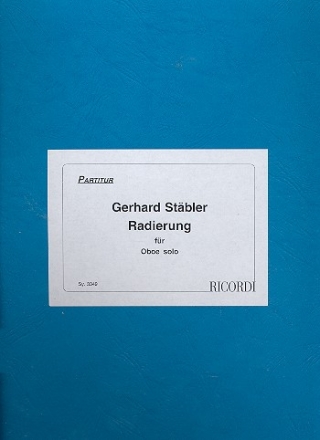 PARTITUR
Gerhard Stäbler
Radierung
für
Oboe solo
Sy. 3049
RICORDI